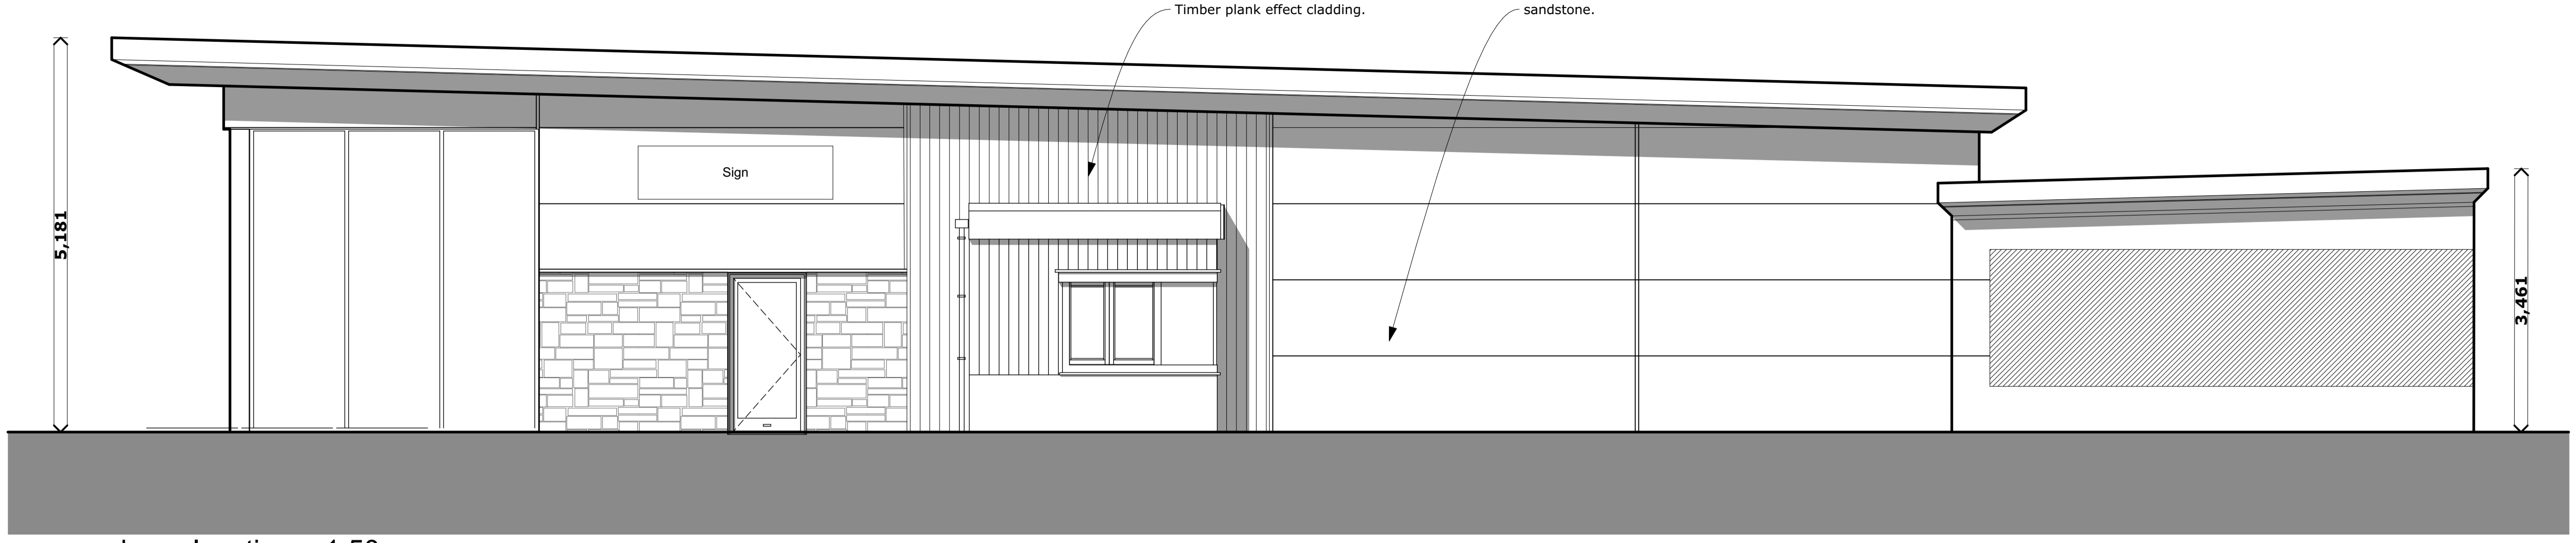 Timber plank effect cladding.
sandstone.
Sign
5,181
3,461